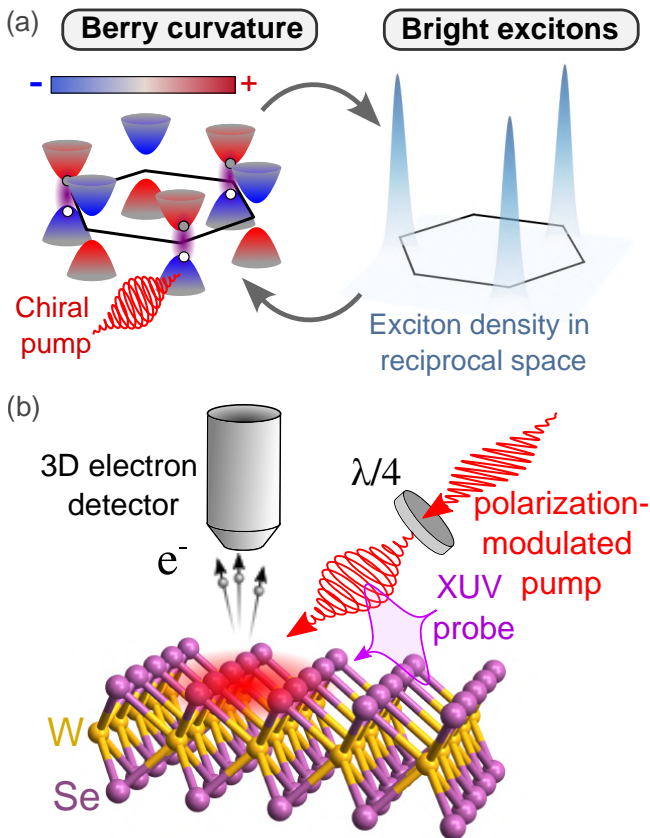 (a)
Berry curvature
Bright excitons
-
+
Chiral
pump
Exciton density in
reciprocal space
(b)
3D electron
detector
λ/4
polarization-
modulated
pump
e-
XUV
probe
W
Se